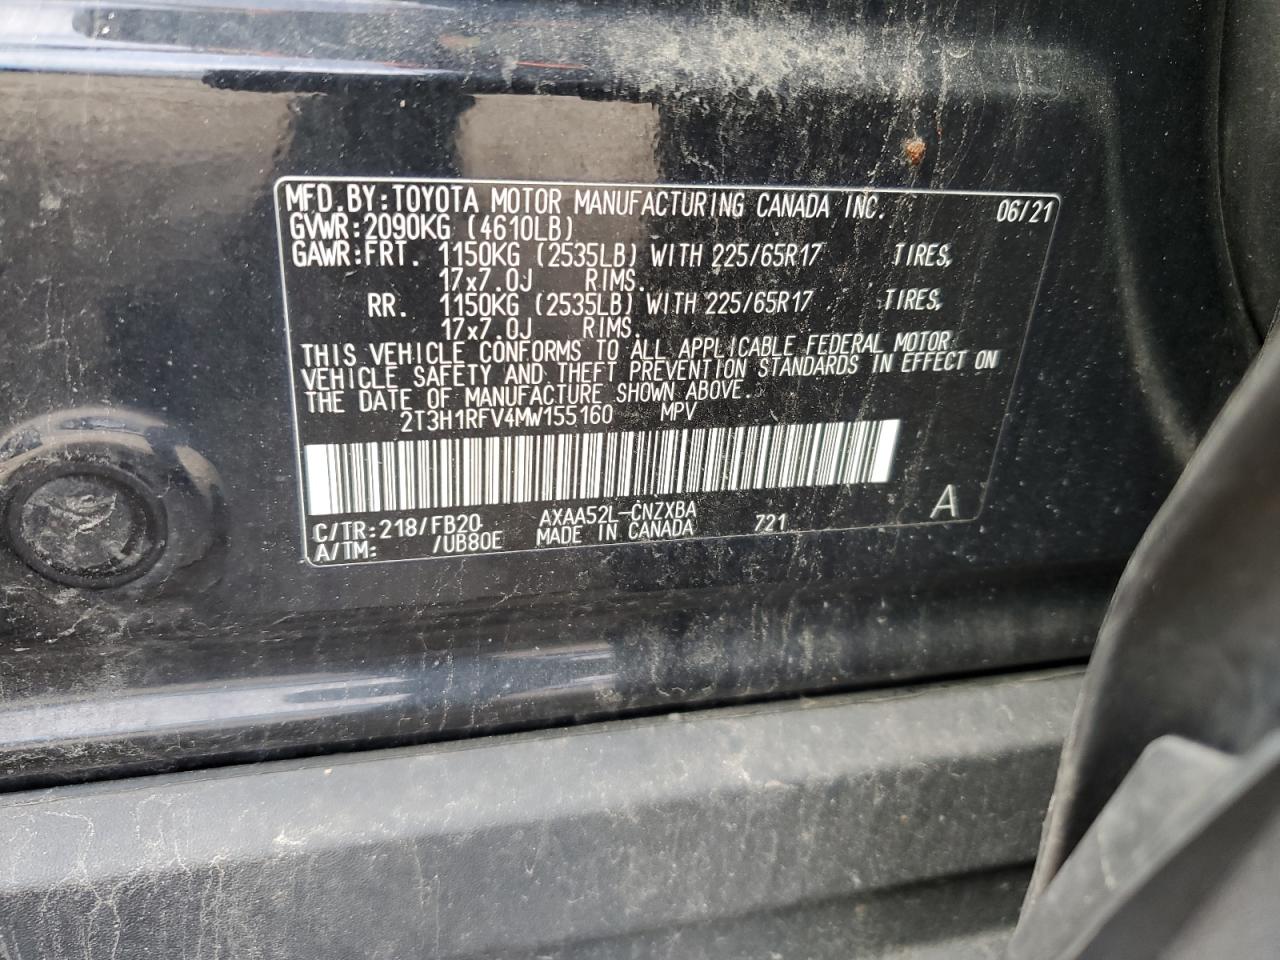 MFD.BY:TOYOTA MOTOR MANUFACTURING CANADA INC. 06/21
GVWR:2090KG (4610LB)
GAWR:FRT. 1150KG (2535LB) WITH 225/65R17 TIRES,
17x7.0J RIMS.
RR. 1150KG (2535LB) WITH 225/65R17 TIRES,
17x7.0J RIMS.
THIS VEHICLE CONFORMS TO ALL APPLICABLE FEDERAL MOTOR
VEHICLE SAFETY AND THEFT PREVENTION STANDARDS IN EFFECT ON
THE DATE OF MANUFACTURE SHOWN ABOVE.
2T3H1RFV4MW155160 MPV
C/TR:218/FB20 AXAA52L-CNZXBA 721 A
A/TM: /UB80E MADE IN CANADA